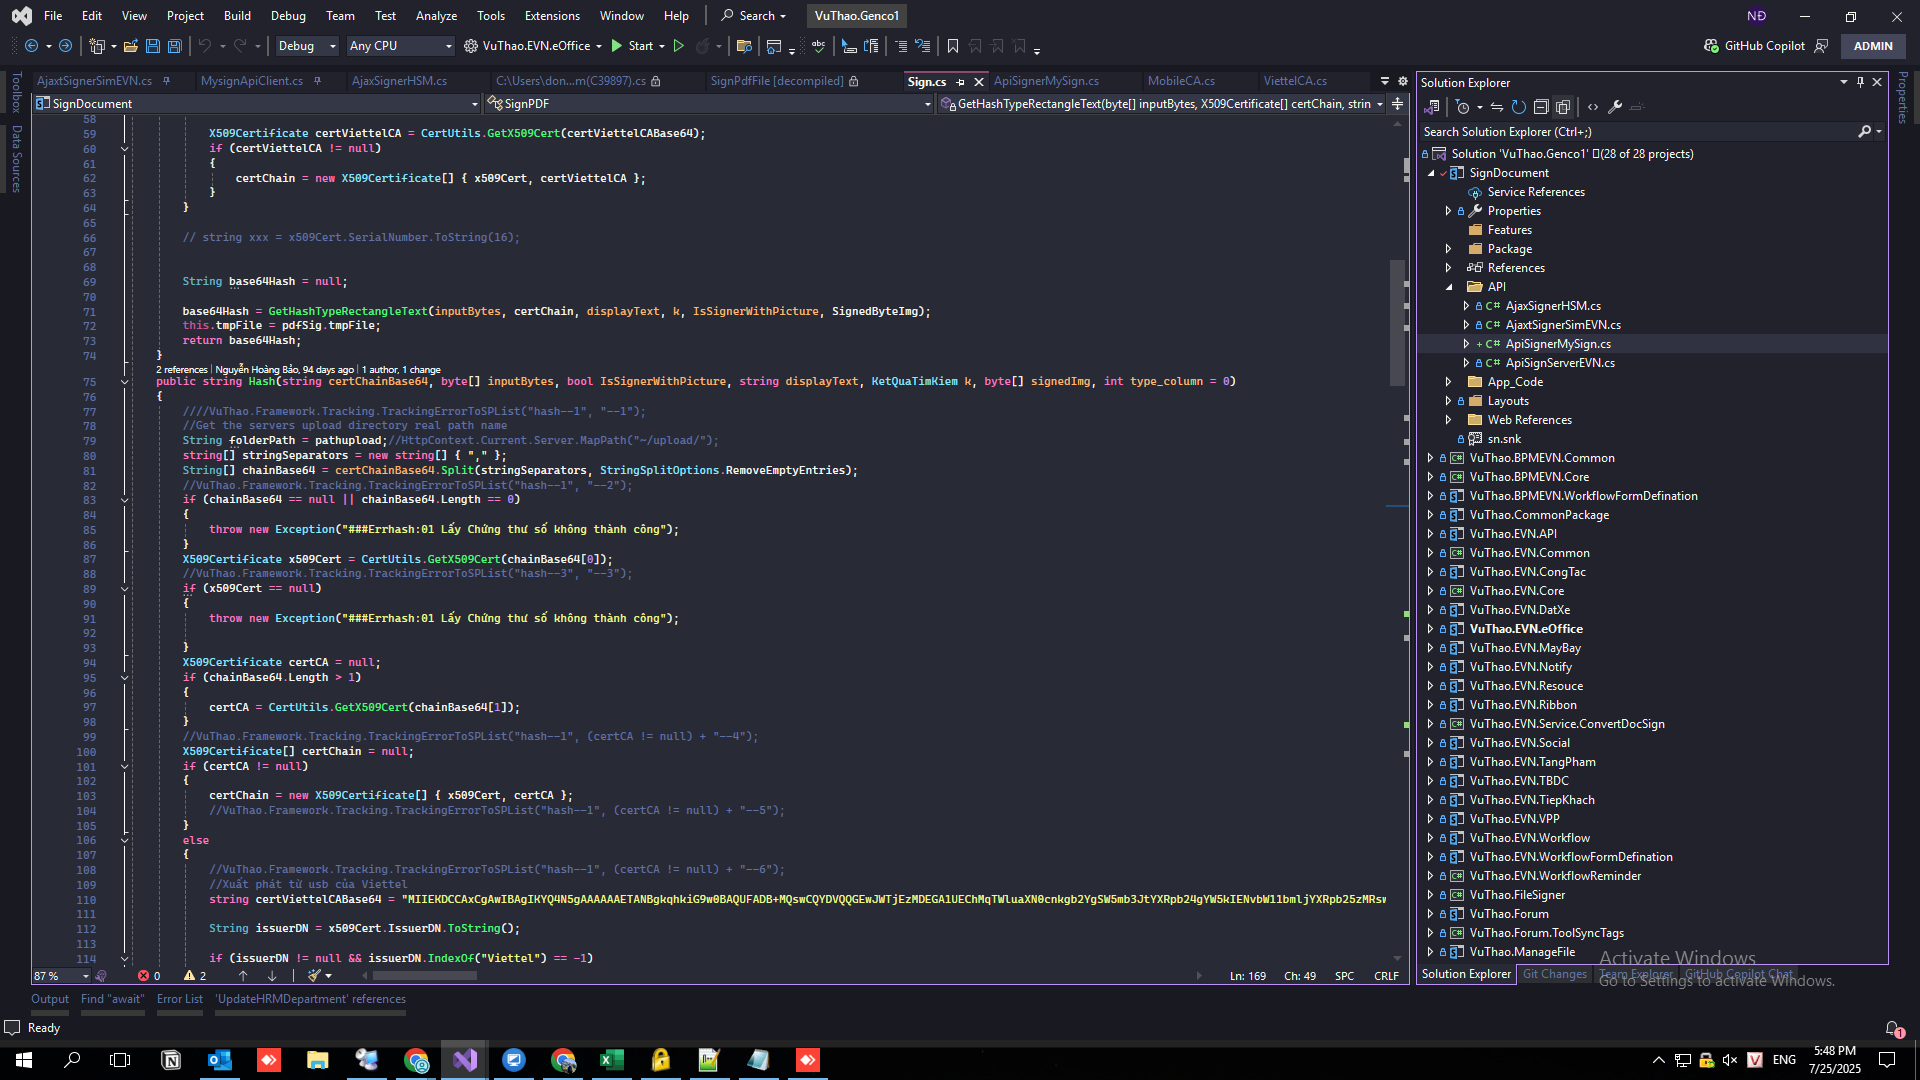 File Edit View Project Build Debug Team Test Analyze Tools Extensions Window Help Search VuThao.Genco1 NĐ
Debug Any CPU VuThao.EVN.eOffice Start GitHub Copilot ADMIN
AjaxtSignerSimEVN.cs MysignApiClient.cs AjaxSignerHSM.cs C:\Users\don...m(C39897).cs SignPdfFile [decompiled] Sign.cs ApiSignerMySign.cs MobileCA.cs ViettelCA.cs
SignDocument SignPDF GetHashTypeRectangleText(byte[] inputBytes, X509Certificate[] certChain, strin
Toolbox
Data Sources
58
59 X509Certificate certViettelCA = CertUtils.GetX509Cert(certViettelCABase64);
60 if (certViettelCA != null)
61 {
62 certChain = new X509Certificate[] { x509Cert, certViettelCA };
63 }
64 }
65
66 // string xxx = x509Cert.SerialNumber.ToString(16);
67
68
69 String base64Hash = null;
70
71 base64Hash = GetHashTypeRectangleText(inputBytes, certChain, displayText, k, IsSignerWithPicture, SignedByteImg);
72 this.tmpFile = pdfSig.tmpFile;
73 return base64Hash;
74 }
2 references | Nguyễn Hoàng Bảo, 94 days ago | 1 author, 1 change
75 public string Hash(string certChainBase64, byte[] inputBytes, bool IsSignerWithPicture, string displayText, KetQuaTimKiem k, byte[] signedImg, int type_column = 0)
76 {
77 ////VuThao.Framework.Tracking.TrackingErrorToSPList("hash--1", "--1");
78 //Get the servers upload directory real path name
79 String folderPath = pathupload;//HttpContext.Current.Server.MapPath("~/upload/");
80 string[] stringSeparators = new string[] { "," };
81 String[] chainBase64 = certChainBase64.Split(stringSeparators, StringSplitOptions.RemoveEmptyEntries);
82 //VuThao.Framework.Tracking.TrackingErrorToSPList("hash--1", "--2");
83 if (chainBase64 == null || chainBase64.Length == 0)
84 {
85 throw new Exception("###Errhash:01 Lấy Chứng thư số không thành công");
86 }
87 X509Certificate x509Cert = CertUtils.GetX509Cert(chainBase64[0]);
88 //VuThao.Framework.Tracking.TrackingErrorToSPList("hash--3", "--3");
89 if (x509Cert == null)
90 {
91 throw new Exception("###Errhash:01 Lấy Chứng thư số không thành công");
92
93 }
94 X509Certificate certCA = null;
95 if (chainBase64.Length > 1)
96 {
97 certCA = CertUtils.GetX509Cert(chainBase64[1]);
98 }
99 //VuThao.Framework.Tracking.TrackingErrorToSPList("hash--1", (certCA != null) + "--4");
100 X509Certificate[] certChain = null;
101 if (certCA != null)
102 {
103 certChain = new X509Certificate[] { x509Cert, certCA };
104 //VuThao.Framework.Tracking.TrackingErrorToSPList("hash--1", (certCA != null) + "--5");
105 }
106 else
107 {
108 //VuThao.Framework.Tracking.TrackingErrorToSPList("hash--1", (certCA != null) + "--6");
109 //Xuất phát từ usb của Viettel
110 string certViettelCABase64 =
111
112 String issuerDN = x509Cert.IssuerDN.ToString();
113
114 if (issuerDN != null && issuerDN.IndexOf("Viettel") == -1)
87 % 0 2 Ln: 169 Ch: 49 SPC CRLF
Output Find "await" Error List 'UpdateHRMDepartment' references
Ready
Solution Explorer
Search Solution Explorer (Ctrl+;)
Solution 'VuThao.Genco1' (28 of 28 projects)
SignDocument
Service References
Properties
Features
Package
References
API
C# AjaxSignerHSM.cs
C# AjaxtSignerSimEVN.cs
C# ApiSignerMySign.cs
C# ApiSignServerEVN.cs
App_Code
Layouts
Web References
sn.snk
VuThao.BPMEVN.Common
VuThao.BPMEVN.Core
VuThao.BPMEVN.WorkflowFormDefination
VuThao.CommonPackage
VuThao.EVN.API
VuThao.EVN.Common
VuThao.EVN.CongTac
VuThao.EVN.Core
VuThao.EVN.DatXe
VuThao.EVN.eOffice
VuThao.EVN.MayBay
VuThao.EVN.Notify
VuThao.EVN.Resouce
VuThao.EVN.Ribbon
VuThao.EVN.Service.ConvertDocSign
VuThao.EVN.Social
VuThao.EVN.TangPham
VuThao.EVN.TBDC
VuThao.EVN.TiepKhach
VuThao.EVN.VPP
VuThao.EVN.Workflow
VuThao.EVN.WorkflowFormDefination
VuThao.EVN.WorkflowReminder
VuThao.FileSigner
VuThao.Forum
VuThao.Forum.ToolSyncTags
VuThao.ManageFile
Solution Explorer Git Changes Team Explorer GitHub Copilot Chat
Activate Windows
Go to Settings to activate Windows.
Properties
1
ENG
5:48 PM
7/25/2025